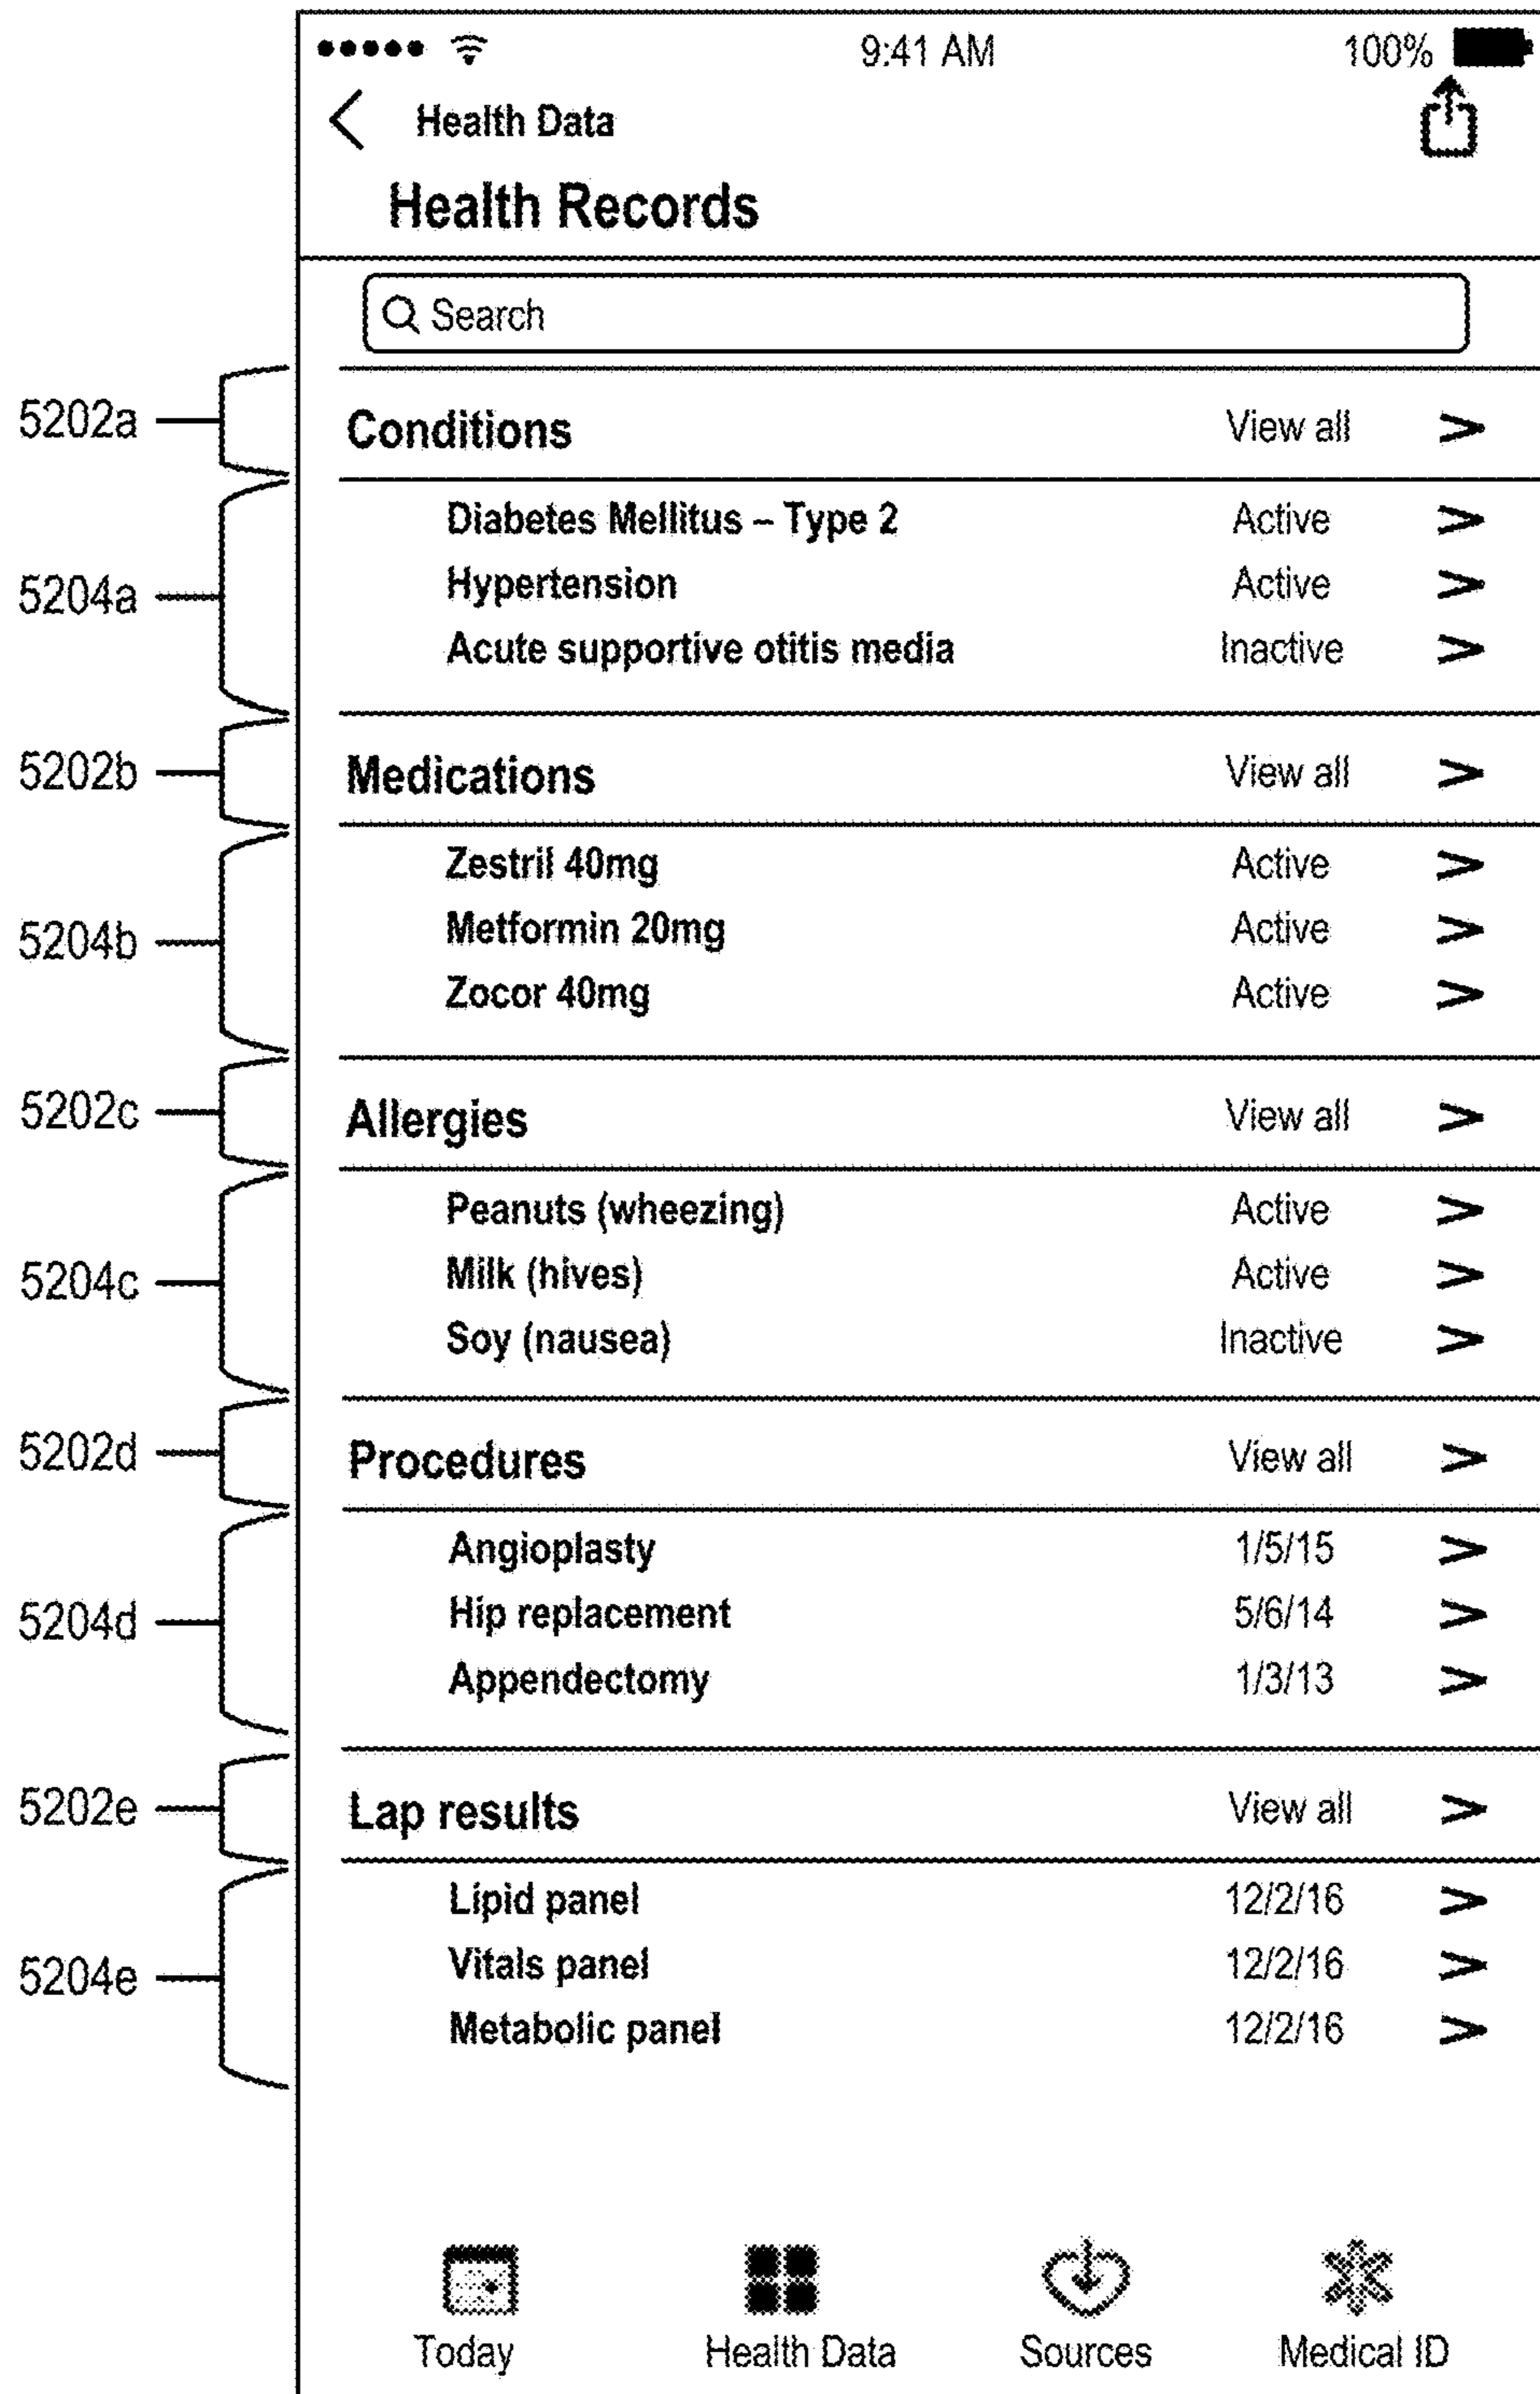 9:41 AM 100%
Health Data
Health Records
Search
5202a Conditions View all >
Diabetes Mellitus – Type 2 Active >
5204a Hypertension Active >
Acute supportive otitis media Inactive >
5202b Medications View all >
Zestril 40mg Active >
5204b Metformin 20mg Active >
Zocor 40mg Active >
5202c Allergies View all >
Peanuts (wheezing) Active >
5204c Milk (hives) Active >
Soy (nausea) Inactive >
5202d Procedures View all >
Angioplasty 1/5/15 >
5204d Hip replacement 5/6/14 >
Appendectomy 1/3/13 >
5202e Lap results View all >
Lipid panel 12/2/16 >
5204e Vitals panel 12/2/16 >
Metabolic panel 12/2/16 >
Today Health Data Sources Medical ID